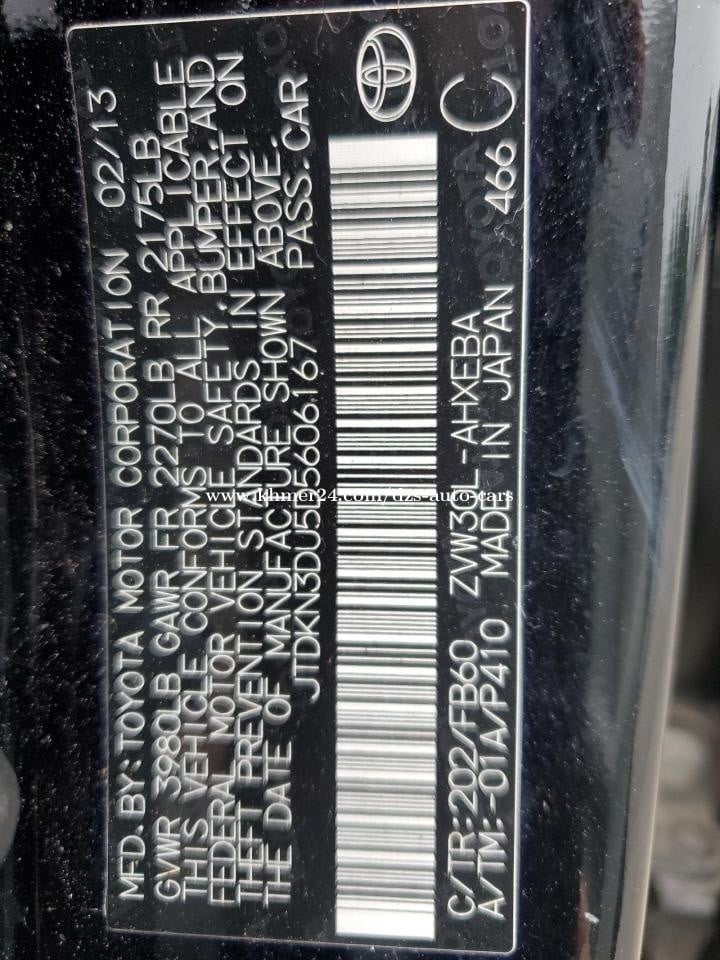 MFD. BY: TOYOTA MOTOR CORPORATION 02/13
GVWR 3980LB GAWR FR 2270LB RR 2175LB
THIS VEHICLE CONFORMS TO ALL APPLICABLE
FEDERAL MOTOR VEHICLE SAFETY, BUMPER, AND
THEFT PREVENTION STANDARDS IN EFFECT ON
THE DATE OF MANUFACTURE SHOWN ABOVE.
JTDKN3DU5D5606167 PASS. CAR
C/TR: 202/FB60 ZVW30L-AHXEBA
A/TM: -01A/P410 MADE IN JAPAN 466
C
www.khmer24.com/dzs-auto-cars